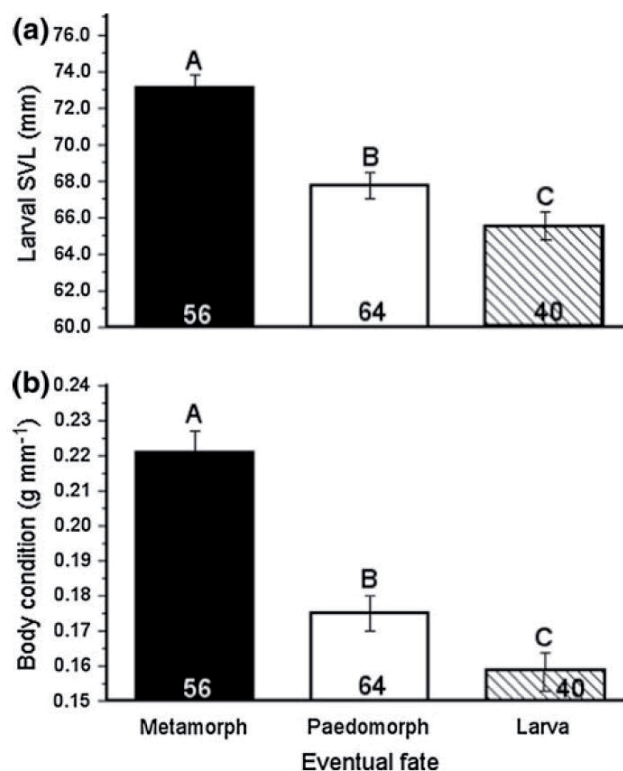 (a)
Larval SVL (mm)
76.0
74.0
72.0
70.0
68.0
66.0
64.0
62.0
60.0
A
B
C
56
64
40
(b)
Body condition (g mm⁻¹)
0.24
0.23
0.22
0.21
0.20
0.19
0.18
0.17
0.16
0.15
A
B
C
56
64
40
Metamorph Paedomorph Larva
Eventual fate